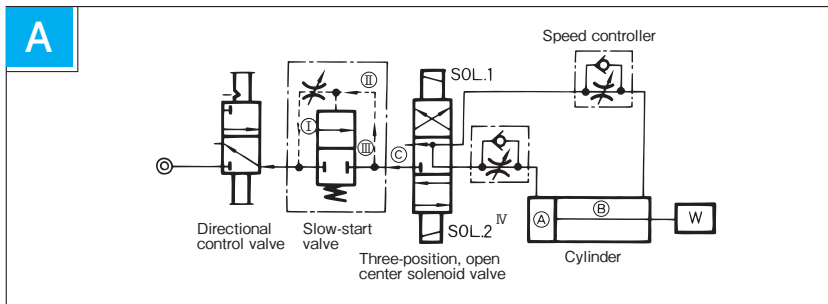 A
Speed controller
SOL.1
Ⅱ
Ⅰ
Ⅲ
C
Directional
control valve
Slow-start
valve
SOL.2
Ⅳ
Three-position, open
center solenoid valve
A
B
W
Cylinder